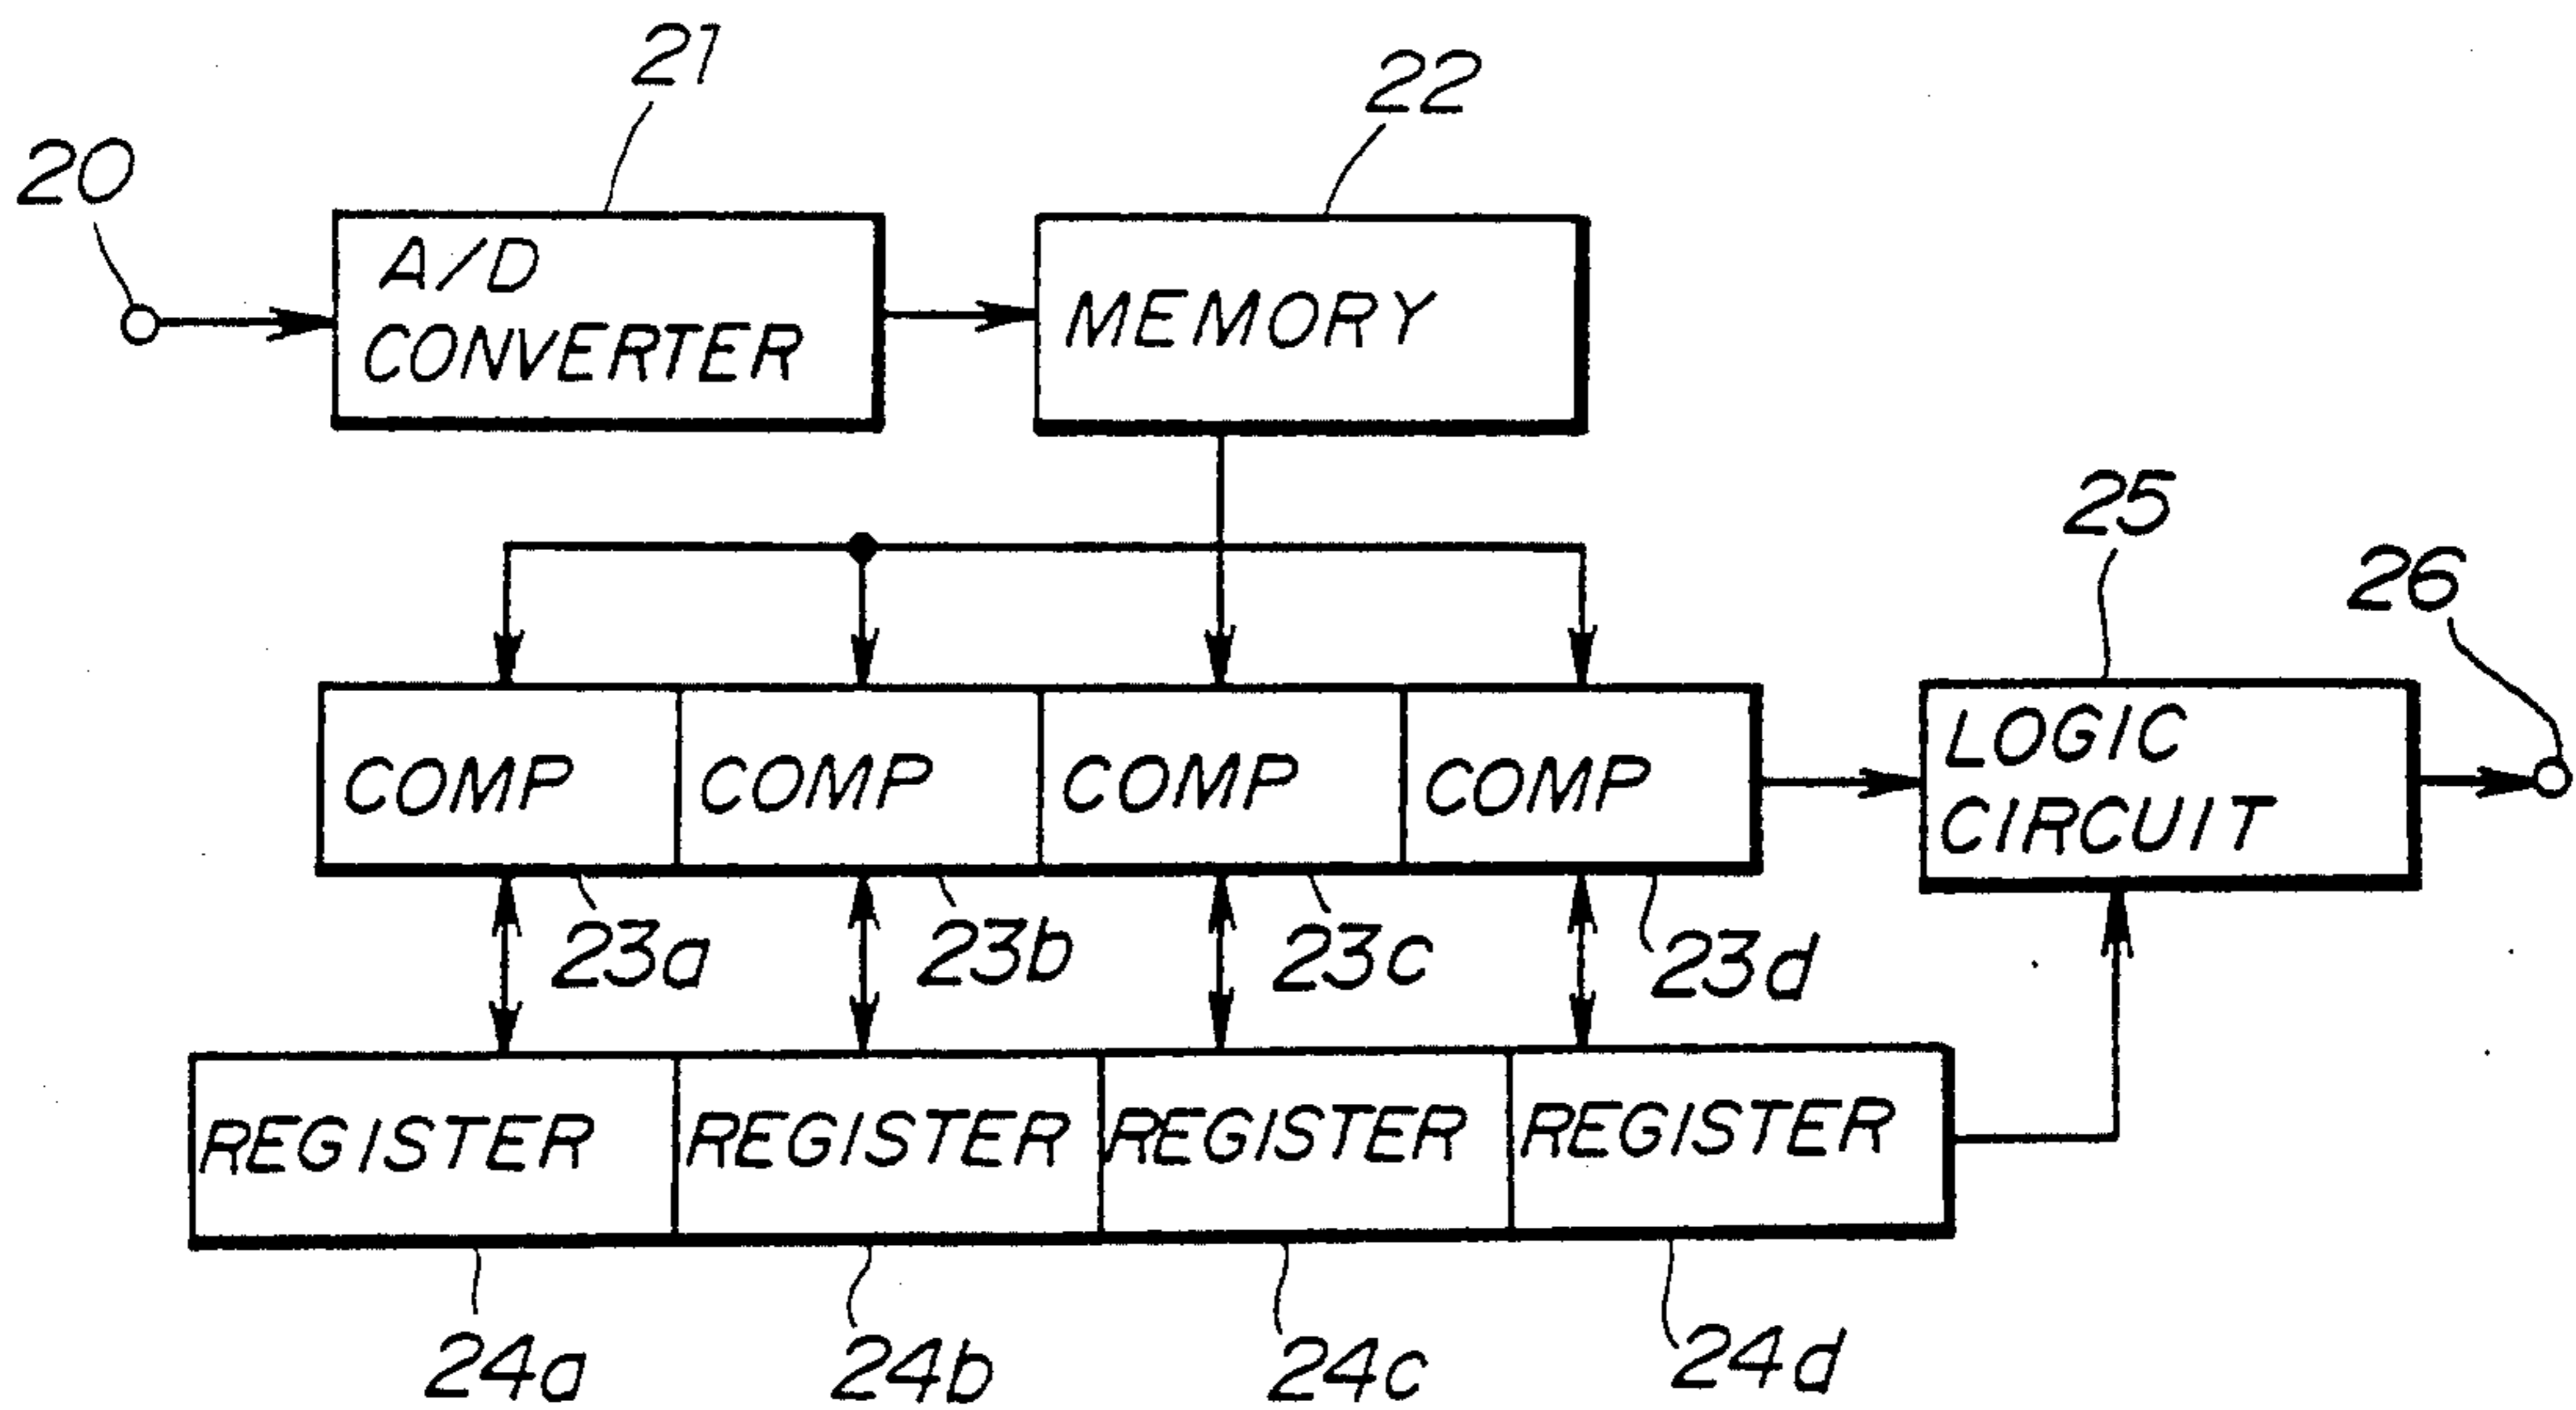 21
22
20
A/D
CONVERTER
MEMORY
25
26
COMP COMP COMP COMP
LOGIC
CIRCUIT
23a 23b 23c 23d
REGISTER REGISTER REGISTER REGISTER
24a 24b 24c 24d